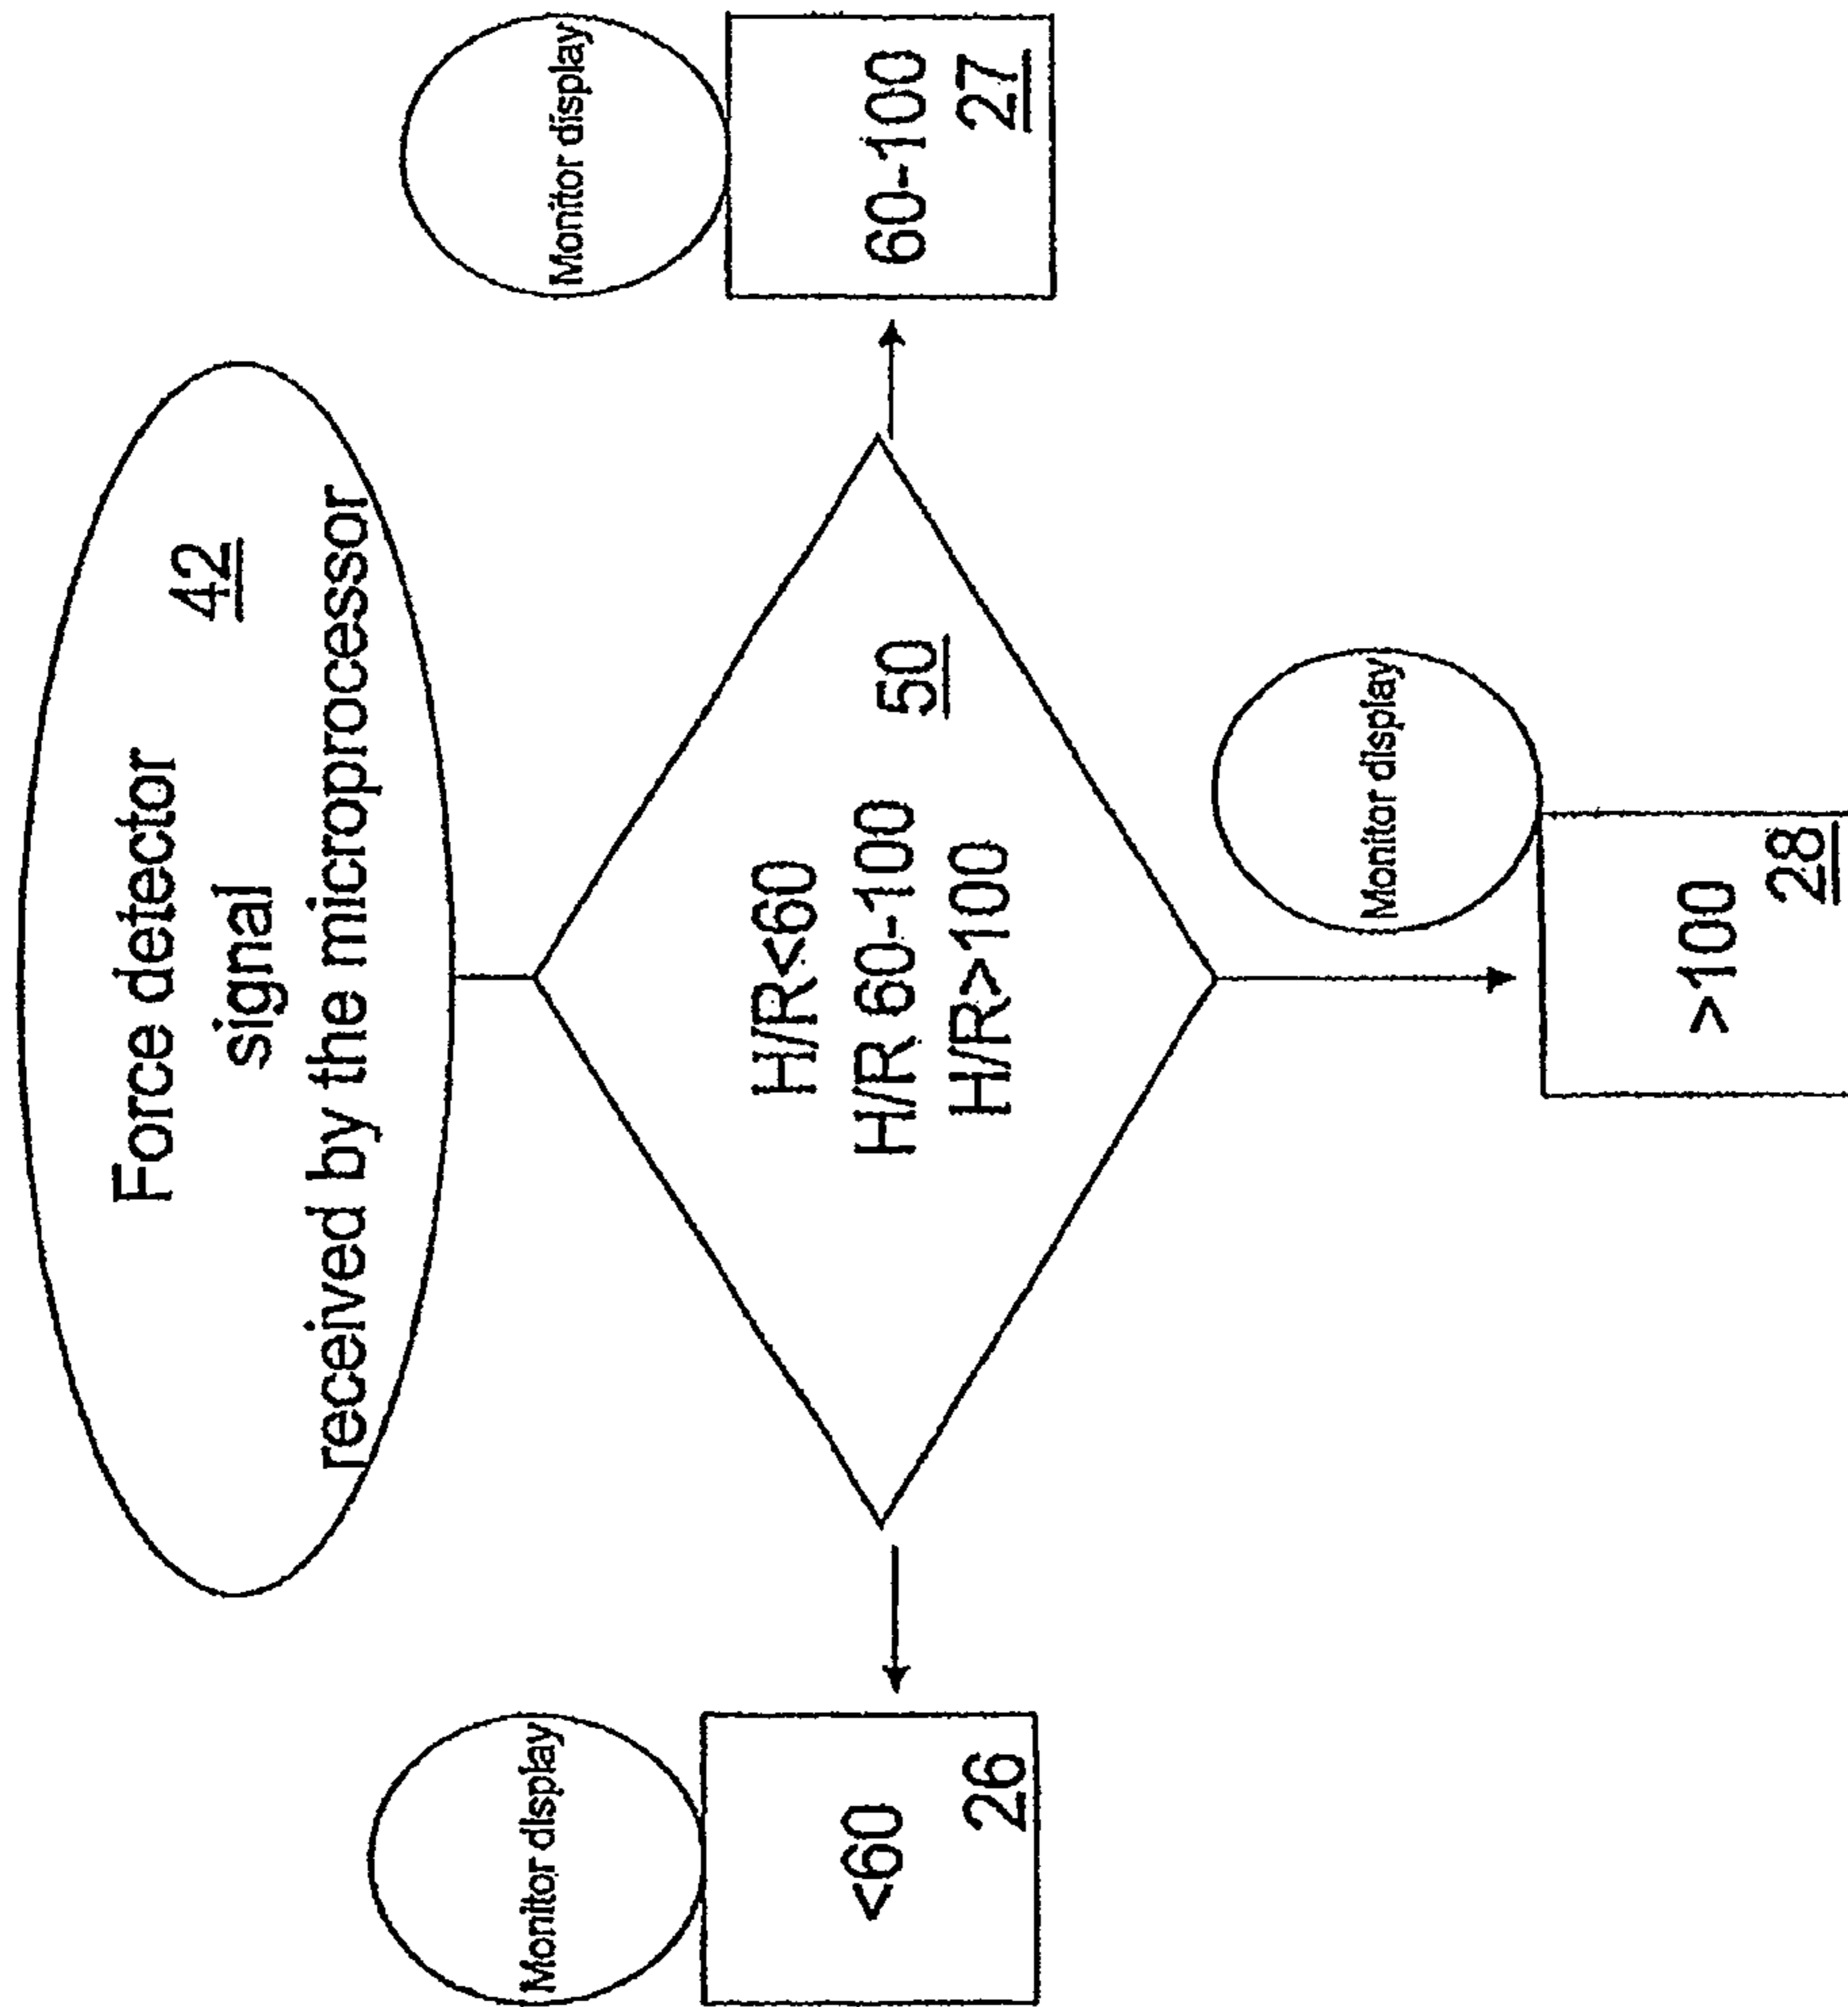 Force detector
signal 42
received by the microprocessor
H/R<60
H/R 60-100 50
H/R>100
Monitor display
<60
26
Monitor display
>100
28
Monitor display
60-100
27